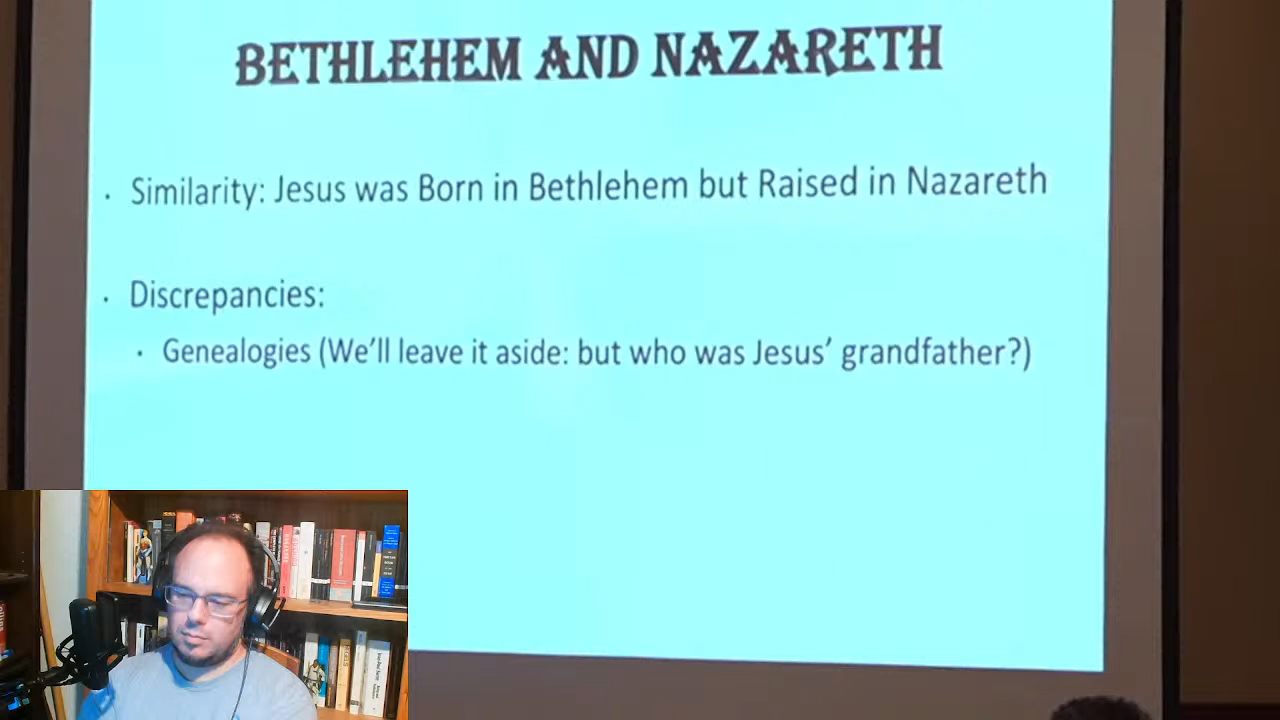 BETHLEHEM AND NAZARETH
· Similarity: Jesus was Born in Bethlehem but Raised in Nazareth
· Discrepancies:
· Genealogies (We'll leave it aside: but who was Jesus' grandfather?)